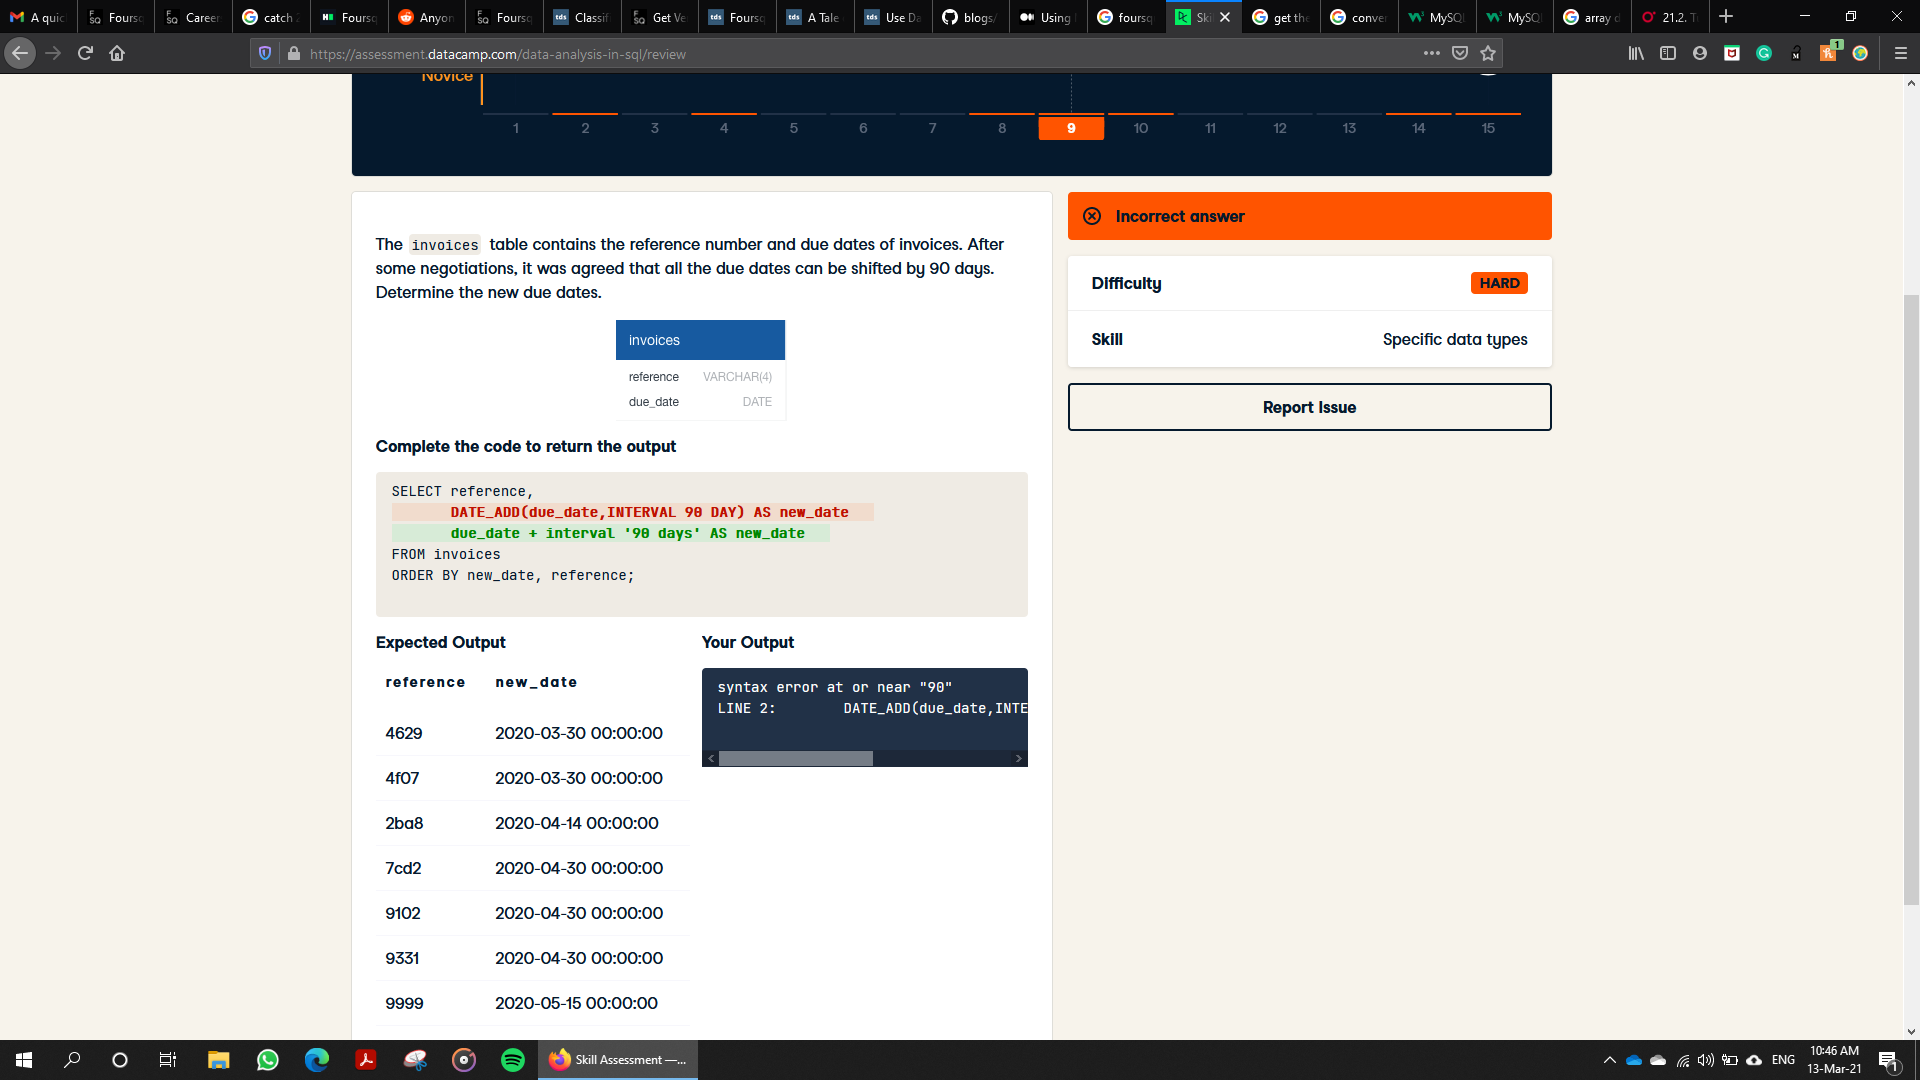 A quic
Foursq
Career
catch
Foursq
Anyon
Foursq
Classifi
Get Ve
Foursq
A Tale
Use Da
blogs/
Using
foursq
Ski
get the
conver
MySQL
MySQL
array d
21.2. T
https://assessment.datacamp.com/data-analysis-in-sql/review
Novice
1 2 3 4 5 6 7 8 9 10 11 12 13 14 15
The invoices table contains the reference number and due dates of invoices. After
some negotiations, it was agreed that all the due dates can be shifted by 90 days.
Determine the new due dates.
invoices
reference VARCHAR(4)
due_date DATE
Complete the code to return the output
SELECT reference,
DATE_ADD(due_date,INTERVAL 90 DAY) AS new_date
due_date + interval '90 days' AS new_date
FROM invoices
ORDER BY new_date, reference;
Expected Output
reference new_date
4629 2020-03-30 00:00:00
4f07 2020-03-30 00:00:00
2ba8 2020-04-14 00:00:00
7cd2 2020-04-30 00:00:00
9102 2020-04-30 00:00:00
9331 2020-04-30 00:00:00
9999 2020-05-15 00:00:00
Your Output
syntax error at or near "90"
LINE 2: DATE_ADD(due_date,INTE
Incorrect answer
Difficulty HARD
Skill Specific data types
Report Issue
Skill Assessment —...
ENG
10:46 AM
13-Mar-21
1